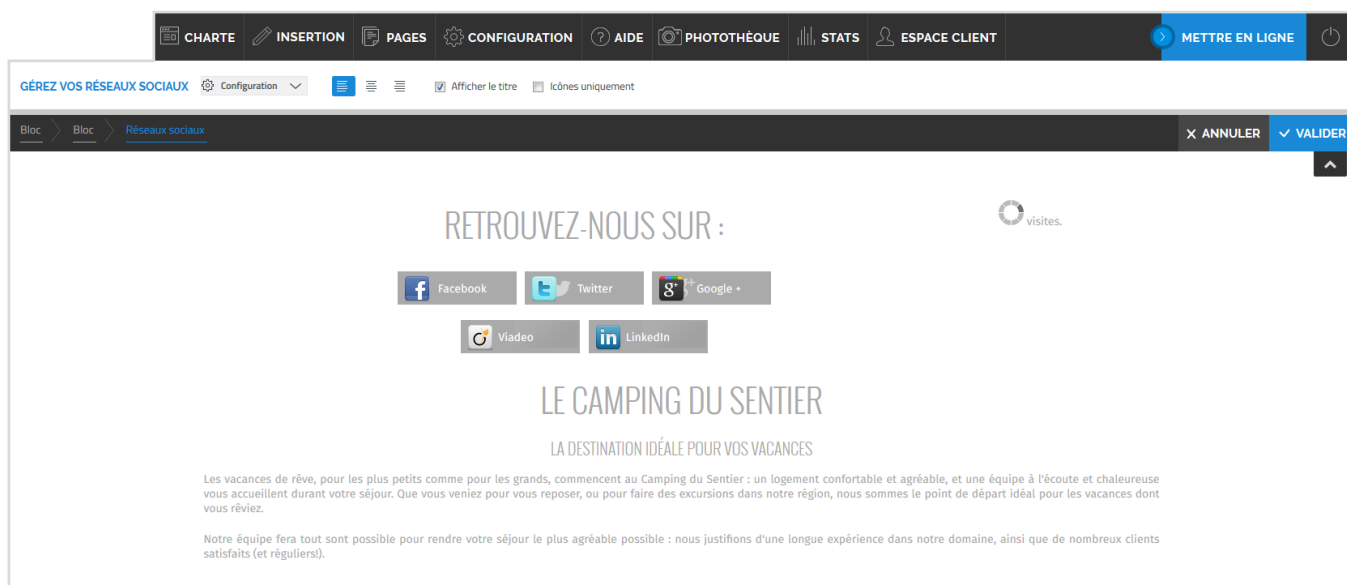 CHARTE INSERTION PAGES CONFIGURATION AIDE PHOTOTHÈQUE STATS ESPACE CLIENT METTRE EN LIGNE
GÉREZ VOS RÉSEAUX SOCIAUX Configuration Afficher le titre Icônes uniquement
Bloc Bloc Réseaux sociaux X ANNULER VALIDER
RETROUVEZ-NOUS SUR :
visites.
Facebook Twitter Google +
Viadeo LinkedIn
LE CAMPING DU SENTIER
LA DESTINATION IDÉALE POUR VOS VACANCES
Les vacances de rêve, pour les plus petits comme pour les grands, commencent au Camping du Sentier : un logement confortable et agréable, et une équipe à l'écoute et chaleureuse
vous accueillent durant votre séjour. Que vous veniez pour vous reposer, ou pour faire des excursions dans notre région, nous sommes le point de départ idéal pour les vacances dont
vous rêviez.
Notre équipe fera tout sont possible pour rendre votre séjour le plus agréable possible : nous justifions d'une longue expérience dans notre domaine, ainsi que de nombreux clients
satisfaits (et réguliers!).